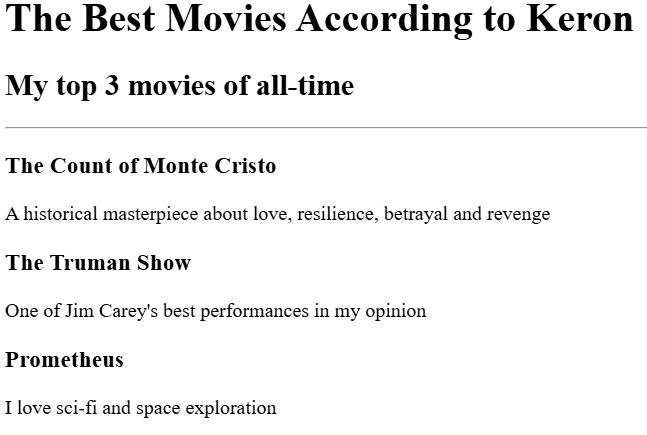 The Best Movies According to Keron
My top 3 movies of all-time
The Count of Monte Cristo
A historical masterpiece about love, resilience, betrayal and revenge
The Truman Show
One of Jim Carey's best performances in my opinion
Prometheus
I love sci-fi and space exploration